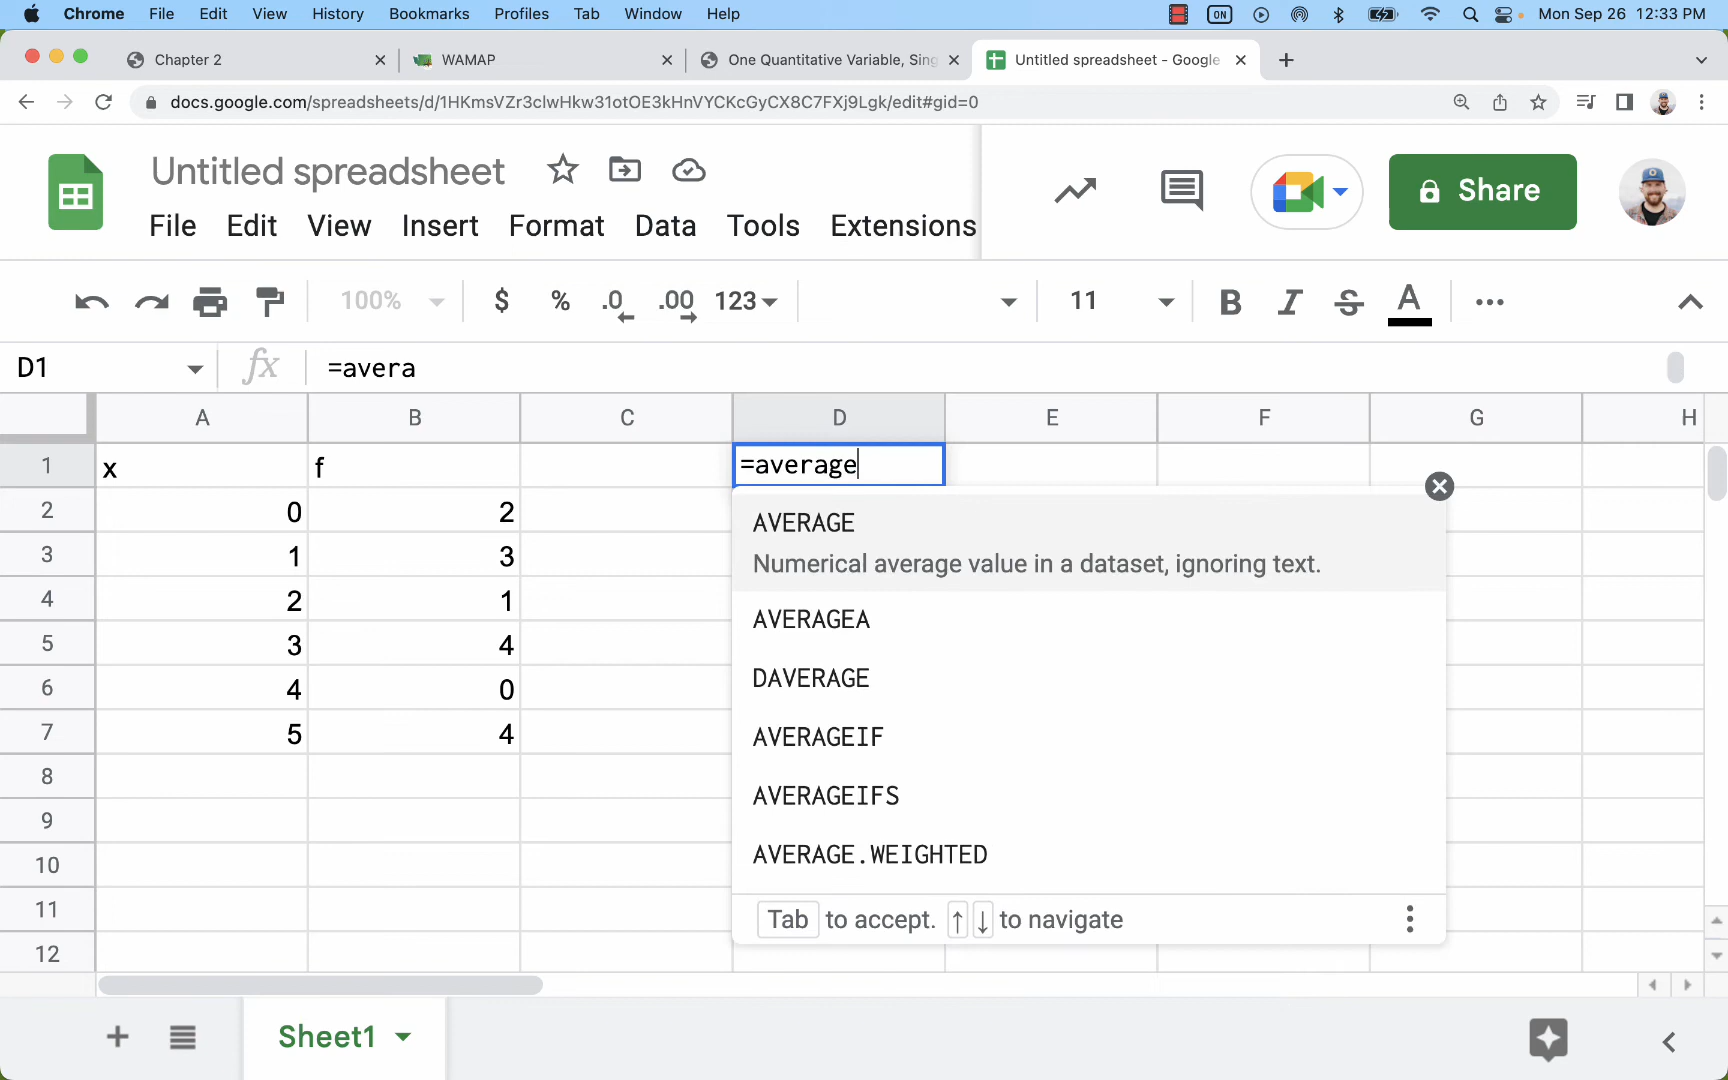 Chrome File Edit View History Bookmarks Profiles Tab Window Help ON Mon Sep 26 12:33 PM
Chapter 2 WAMAP One Quantitative Variable, Sing Untitled spreadsheet - Google
docs.google.com/spreadsheets/d/1HKmsVZr3clwHkw31otOE3kHnVYCKcGyCX8C7FXj9Lgk/edit#gid=0
Untitled spreadsheet
File Edit View Insert Format Data Tools Extensions
Share
100% $ % .0 .00 123 11 B I S A
D1 fx =avera
A B C D E F G H
1 x f =average
2 0 2
3 1 3
4 2 1
5 3 4
6 4 0
7 5 4
8
9
10
11
12
AVERAGE
Numerical average value in a dataset, ignoring text.
AVERAGEA
DAVERAGE
AVERAGEIF
AVERAGEIFS
AVERAGE.WEIGHTED
Tab to accept. ↑ ↓ to navigate
Sheet1